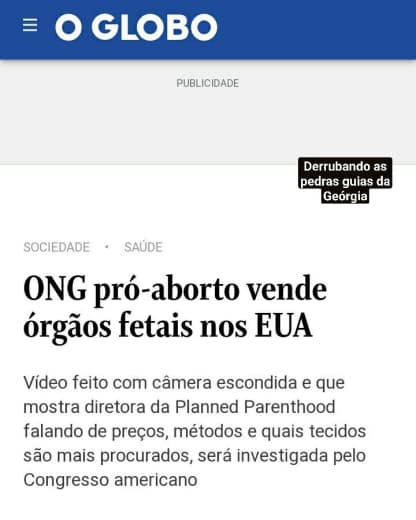 O GLOBO
PUBLICIDADE
Derrubando as
pedras guias da
Geórgia
SOCIEDADE • SAÚDE
ONG pró-aborto vende
órgãos fetais nos EUA
Vídeo feito com câmera escondida e que
mostra diretora da Planned Parenthood
falando de preços, métodos e quais tecidos
são mais procurados, será investigada pelo
Congresso americano